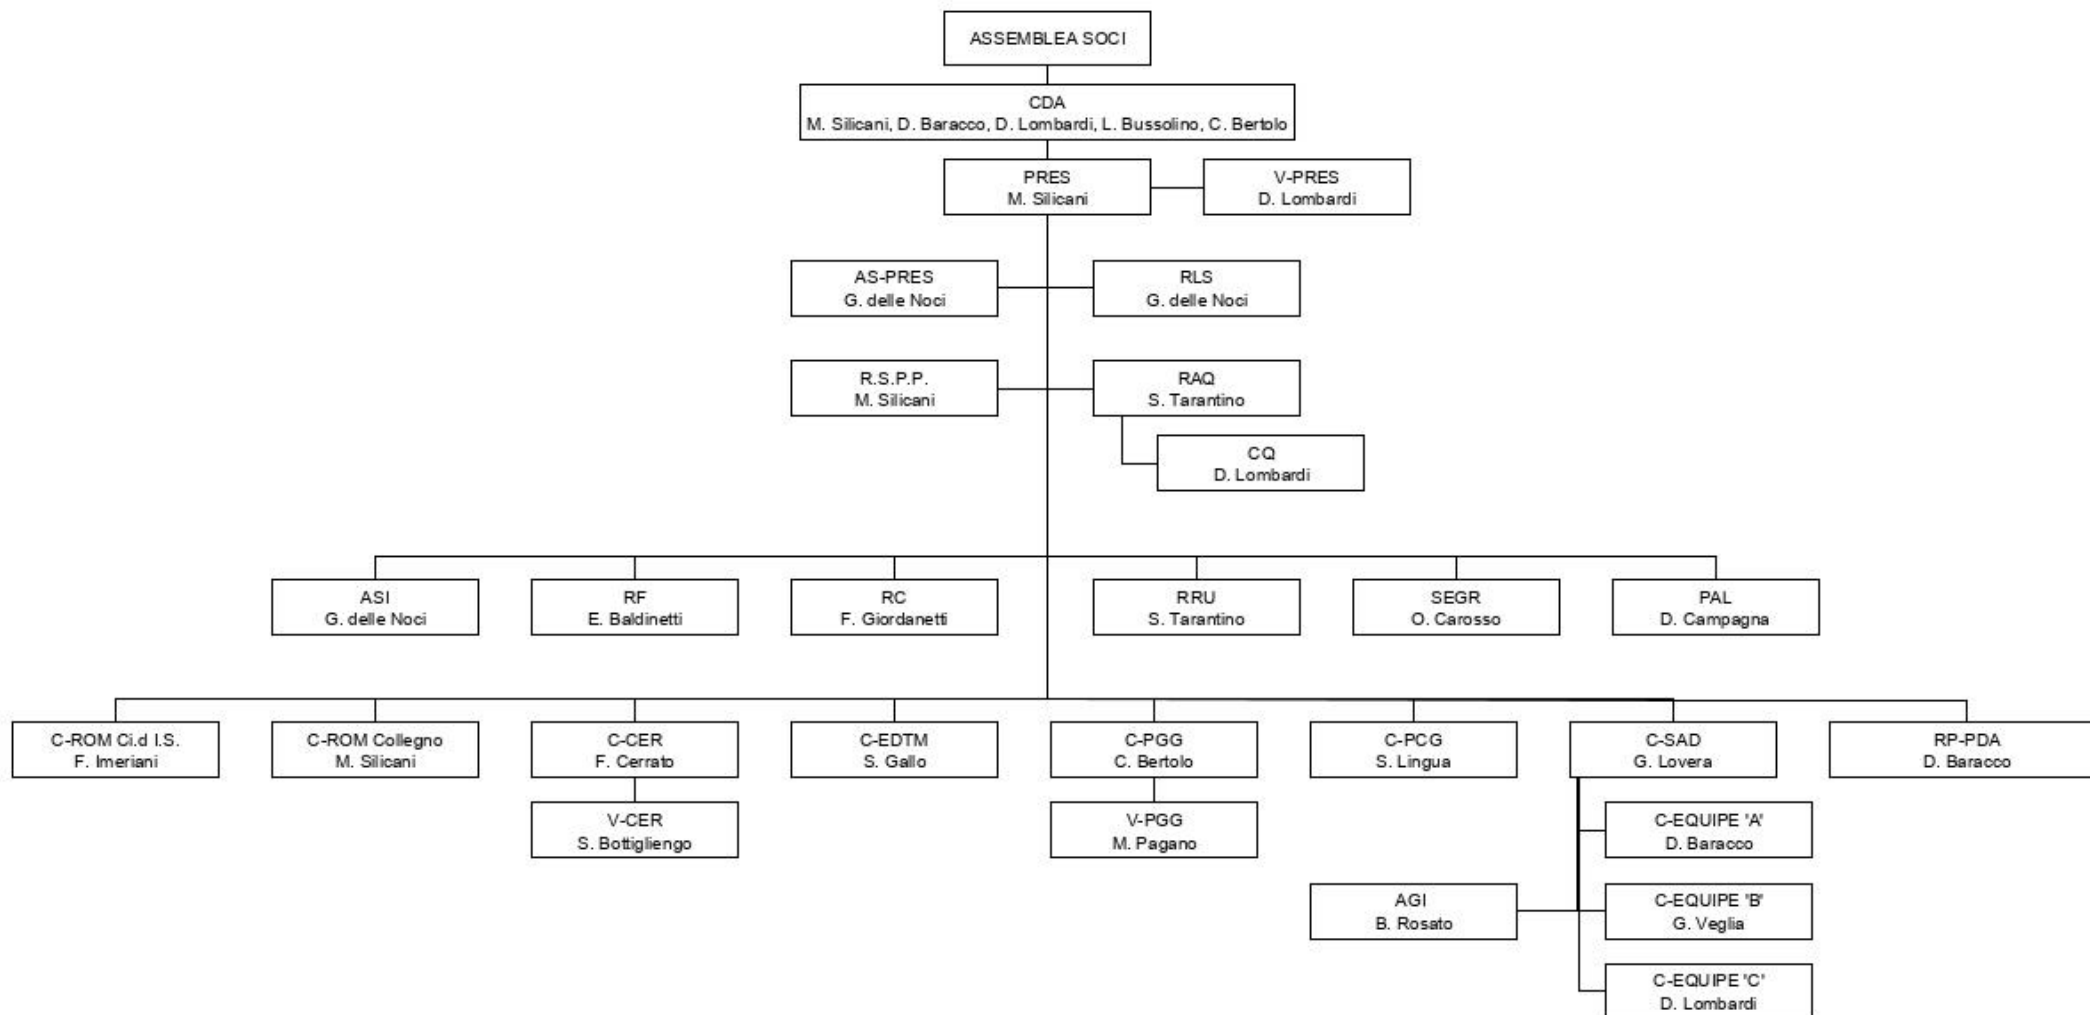 ASSEMBLEA SOCI
CDA
M. Silicani, D. Baracco, D. Lombardi, L. Bussolino, C. Bertolo
PRES
M. Silicani
V-PRES
D. Lombardi
AS-PRES
G. delle Noci
RLS
G. delle Noci
R.S.P.P.
M. Silicani
RAQ
S. Tarantino
CQ
D. Lombardi
ASI
G. delle Noci
RF
E. Baldinetti
RC
F. Giordanetti
RRU
S. Tarantino
SEGR
O. Carosso
PAL
D. Campagna
C-ROM Ci.d I.S.
F. Imeriani
C-ROM Collegno
M. Silicani
C-CER
F. Cerrato
C-EDTM
S. Gallo
C-PGG
C. Bertolo
C-PCG
S. Lingua
C-SAD
G. Lovera
RP-PDA
D. Baracco
V-CER
S. Bottigliengo
V-PGG
M. Pagano
C-EQUIPE 'A'
D. Baracco
AGI
B. Rosato
C-EQUIPE 'B'
G. Veglia
C-EQUIPE 'C'
D. Lombardi